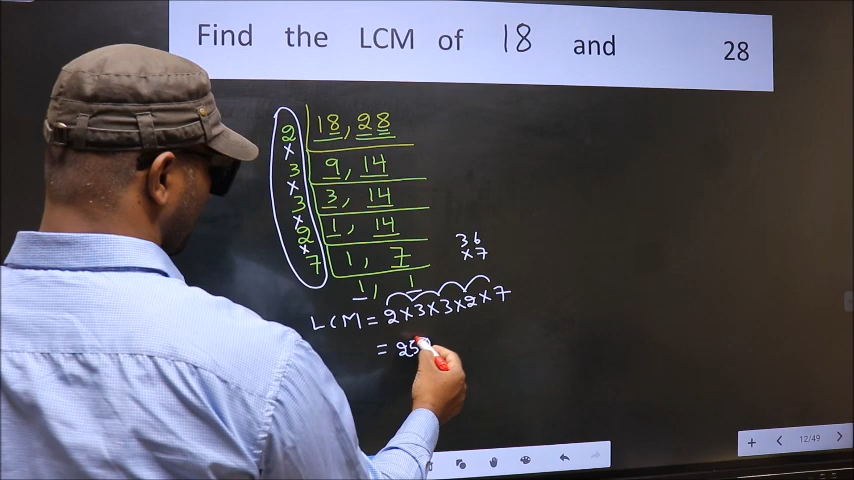 Find the LCM of 18 and 28
2 18, 28
×
3 9, 14
×
3 3, 14
×
2 1, 14
×
7 1, 7
1, 1
36
×7
LCM = 2×3×3×2×7
= 25
12/49